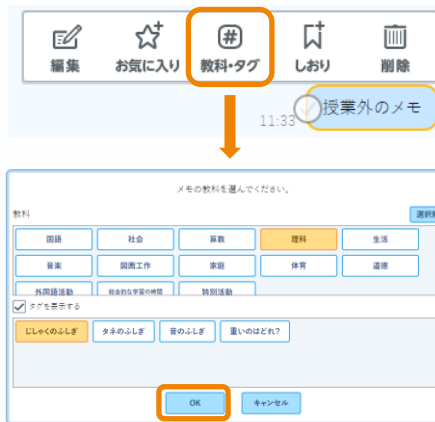 編集 お気に入り 教科・タグ しおり 削除
11:33 授業外のメモ
メモの教科を選んでください。
教科
選択解
国語 社会 算数 理科 生活
音楽 図画工作 家庭 体育 道徳
外国語活動 総合的な学習の時間 特別活動
タグを表示する
じしゃくのふしぎ タネのふしぎ 音のふしぎ 重いのはどれ?
OK キャンセル